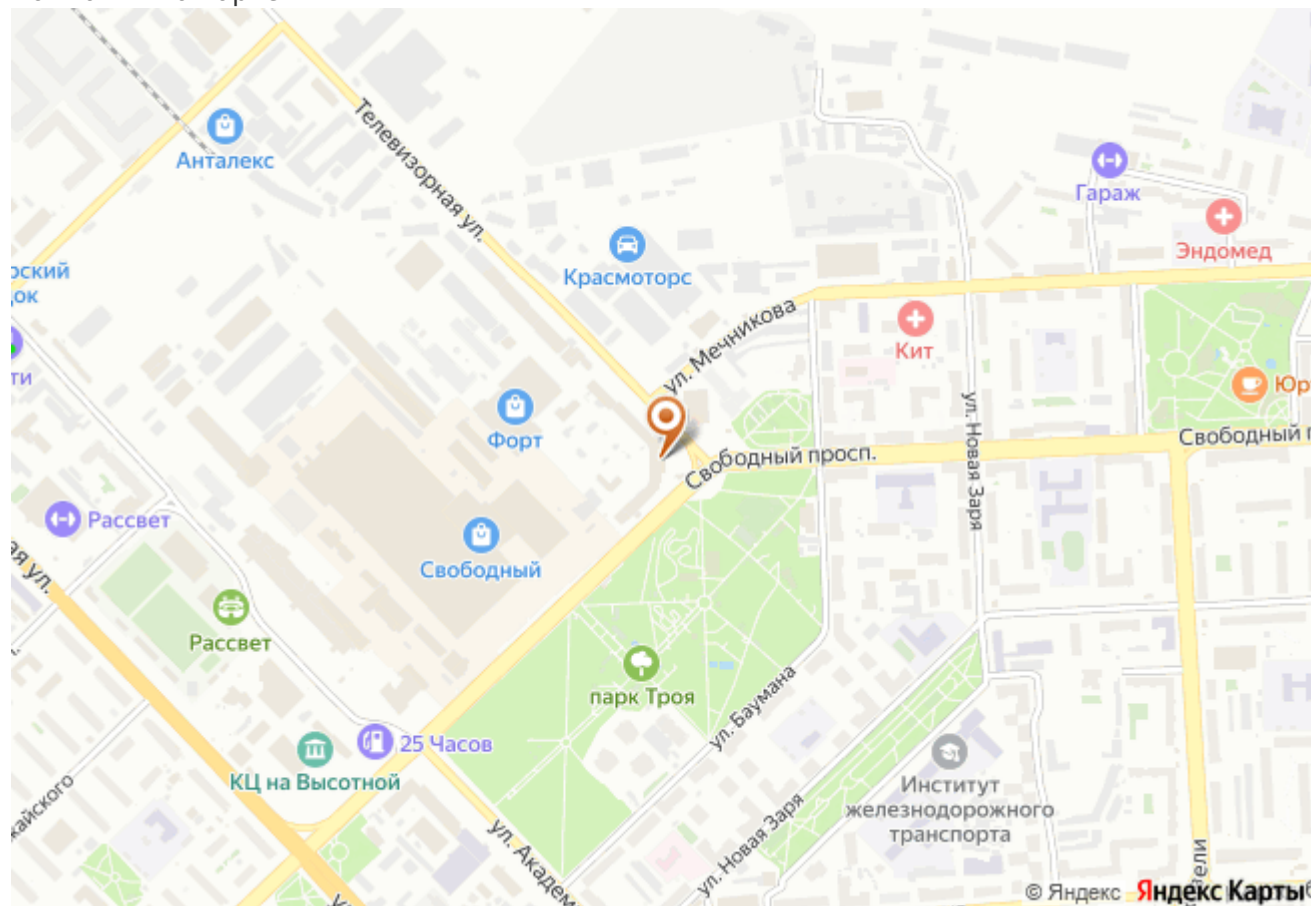 Телевизорная ул.
Анталекс
Гараж
Эндомед
Красмоторс
ул. Мечникова
Кит
Форт
ул. Новая Заря
Свободный просп.
Рассвет
Свободный
Рассвет
парк Троя
ул. Баумана
25 Часов
КЦ на Высотной
Институт
железнодорожного
транспорта
ул. Новая Заря
© Яндекс Яндекс Карты